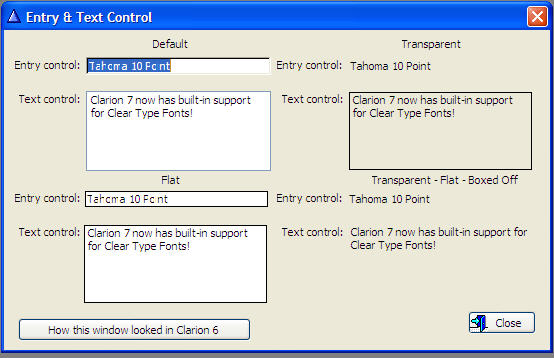 Entry & Text Control
Default Transparent
Entry control: Tahoma 10 Point Entry control: Tahoma 10 Point
Text control: Clarion 7 now has built-in support Text control: Clarion 7 now has built-in support
for Clear Type Fonts! for Clear Type Fonts!
Flat Transparent - Flat - Boxed Off
Entry control: Tahoma 10 Point Entry control: Tahoma 10 Point
Text control: Clarion 7 now has built-in support Text control: Clarion 7 now has built-in support for
for Clear Type Fonts! Clear Type Fonts!
How this window looked in Clarion 6 Close